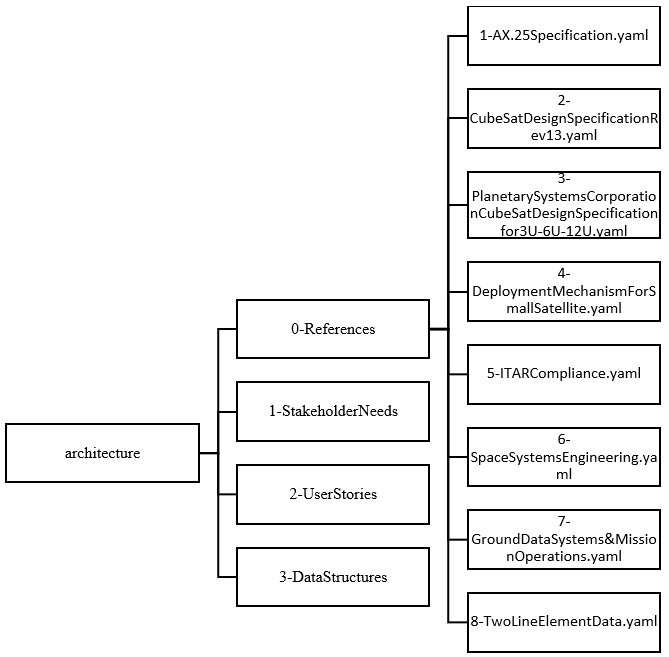 architecture
0-References
1-StakeholderNeeds
2-UserStories
3-DataStructures
1-AX.25Specification.yaml
2-
CubeSatDesignSpecificationR
ev13.yaml
3-
PlanetarySystemsCorporatio
nCubeSatDesignSpecification
for3U-6U-12U.yaml
4-
DeploymentMechanismForS
mallSatellite.yaml
5-ITARCompliance.yaml
6-
SpaceSystemsEngineering.ya
ml
7-
GroundDataSystems&Missio
nOperations.yaml
8-TwoLineElementData.yaml